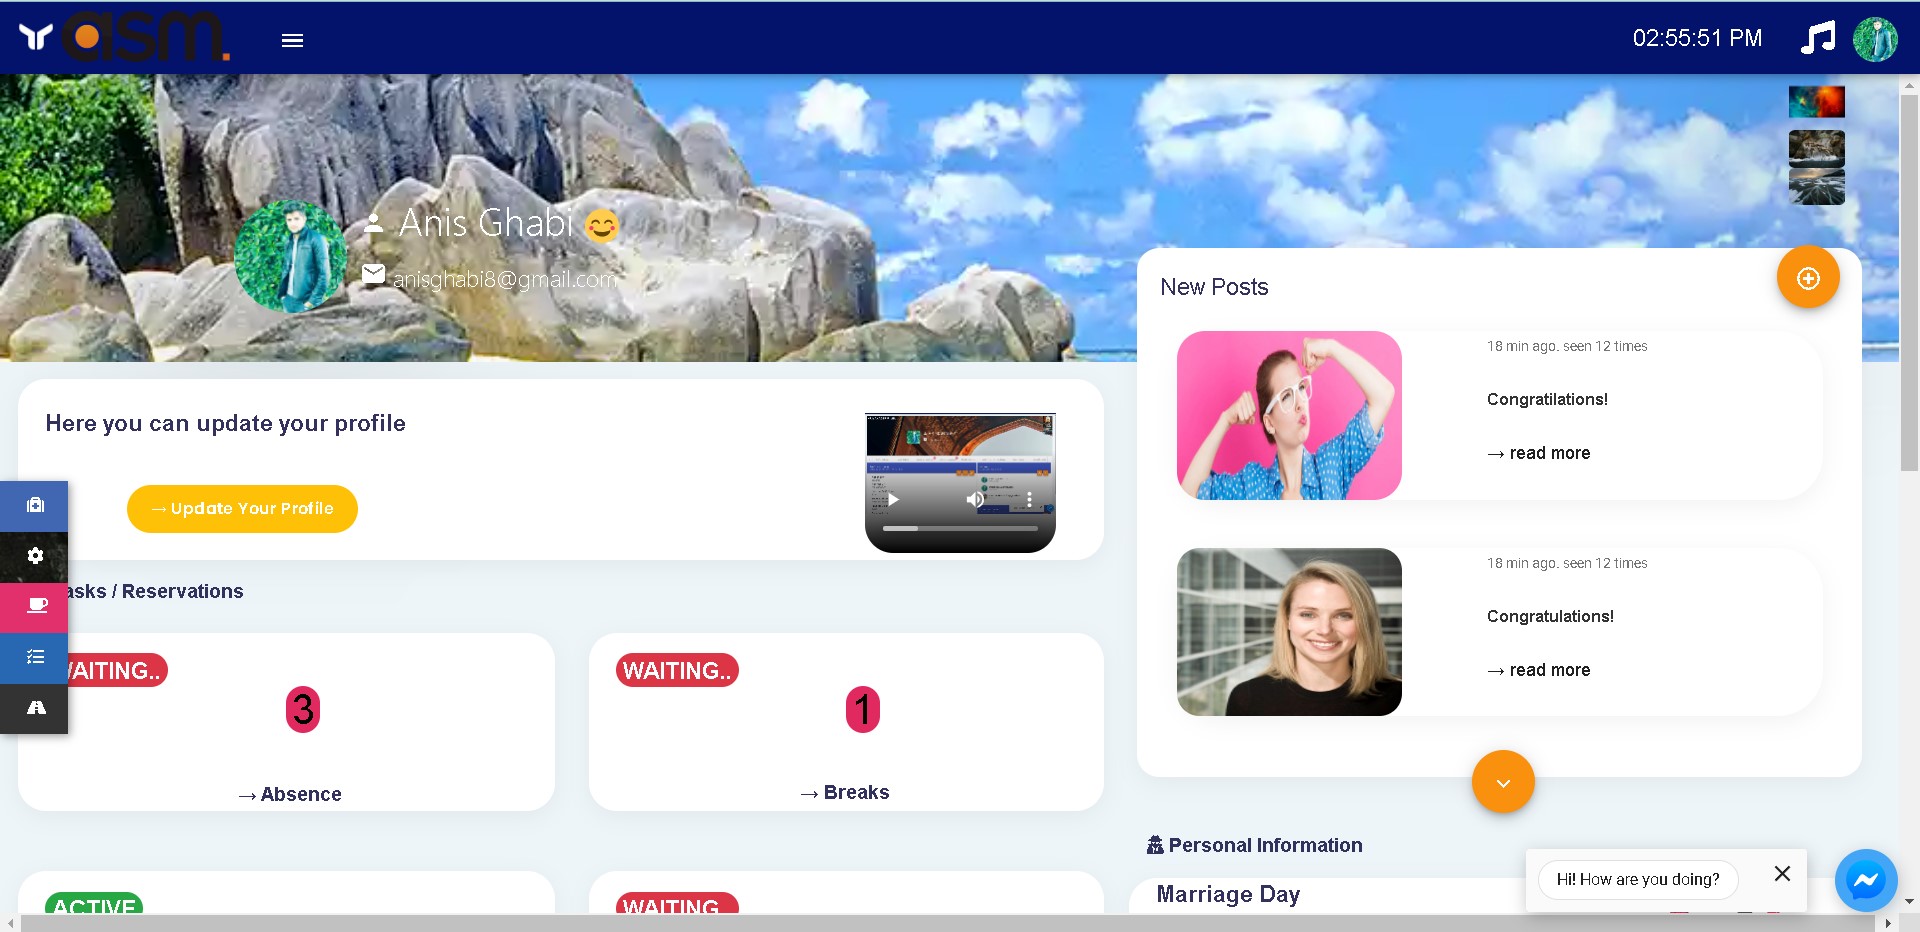 asm.
02:55:51 PM
Anis Ghabi
anisghabi8@gmail.com
New Posts
18 min ago. seen 12 times
Congratilations!
→ read more
18 min ago. seen 12 times
Congratulations!
→ read more
Here you can update your profile
→ Update Your Profile
asks / Reservations
WAITING..
3
→ Absence
WAITING..
1
→ Breaks
ACTIVE
WAITING..
Personal Information
Marriage Day
Hi! How are you doing?